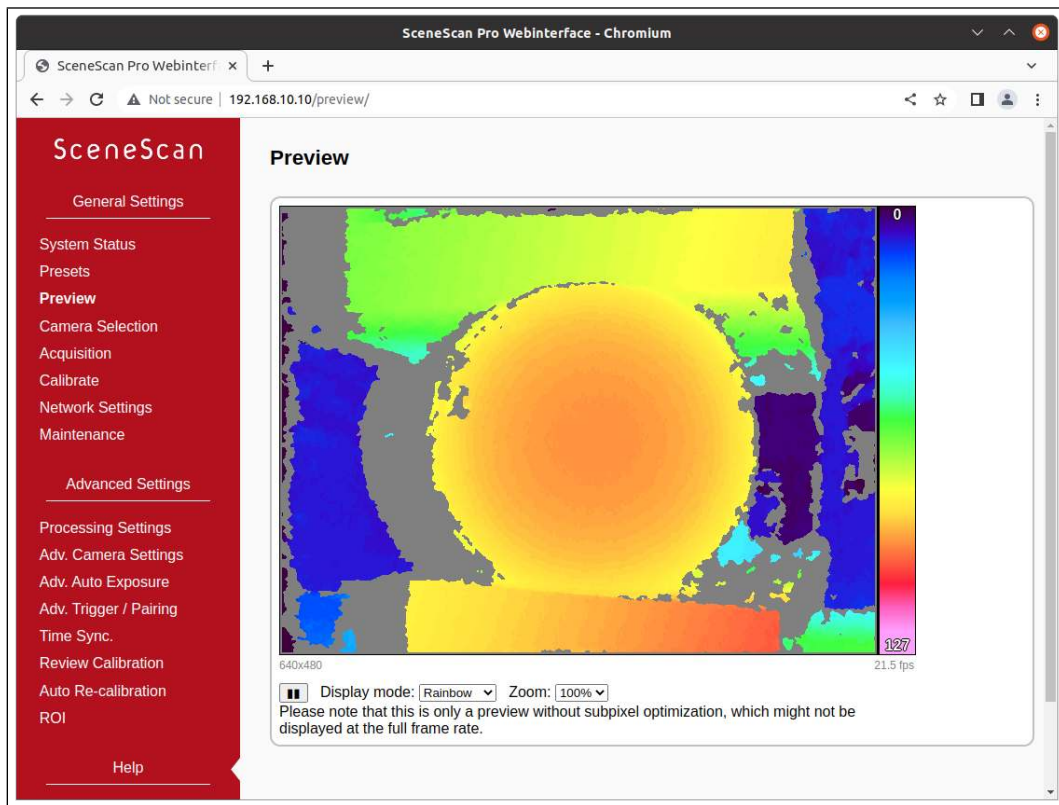 SceneScan Pro Webinterface - Chromium
SceneScan Pro Webinterf
Not secure | 192.168.10.10/preview/
SceneScan
General Settings
System Status
Presets
Preview
Camera Selection
Acquisition
Calibrate
Network Settings
Maintenance
Advanced Settings
Processing Settings
Adv. Camera Settings
Adv. Auto Exposure
Adv. Trigger / Pairing
Time Sync.
Review Calibration
Auto Re-calibration
ROI
Help
Preview
0
127
640x480
21.5 fps
Display mode: Rainbow Zoom: 100%
Please note that this is only a preview without subpixel optimization, which might not be
displayed at the full frame rate.